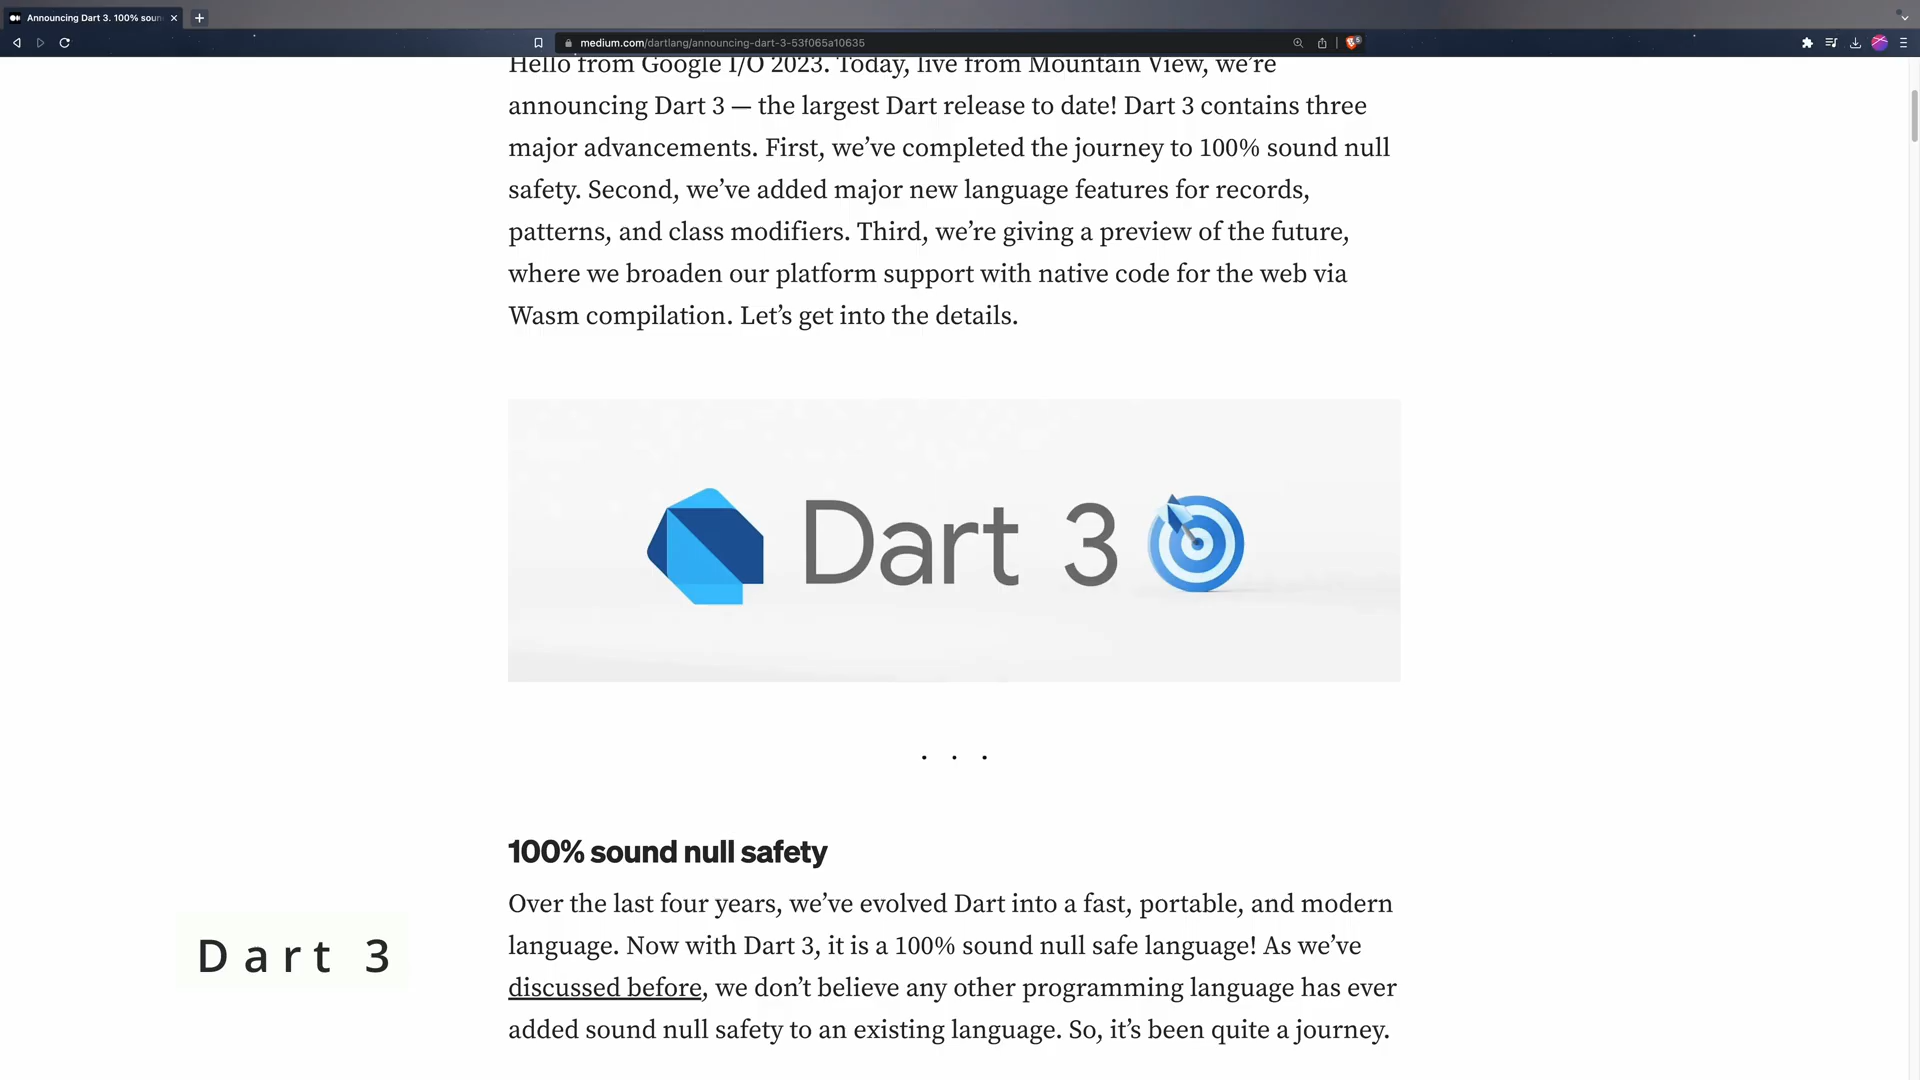 Announcing Dart 3. 100% soun
medium.com/dartlang/announcing-dart-3-53f065a10635
Hello from Google I/O 2023. Today, live from Mountain View, we’re
announcing Dart 3 — the largest Dart release to date! Dart 3 contains three
major advancements. First, we’ve completed the journey to 100% sound null
safety. Second, we’ve added major new language features for records,
patterns, and class modifiers. Third, we’re giving a preview of the future,
where we broaden our platform support with native code for the web via
Wasm compilation. Let’s get into the details.
Dart 3
. . .
100% sound null safety
Over the last four years, we’ve evolved Dart into a fast, portable, and modern
language. Now with Dart 3, it is a 100% sound null safe language! As we’ve
discussed before, we don’t believe any other programming language has ever
added sound null safety to an existing language. So, it’s been quite a journey.
Dart 3